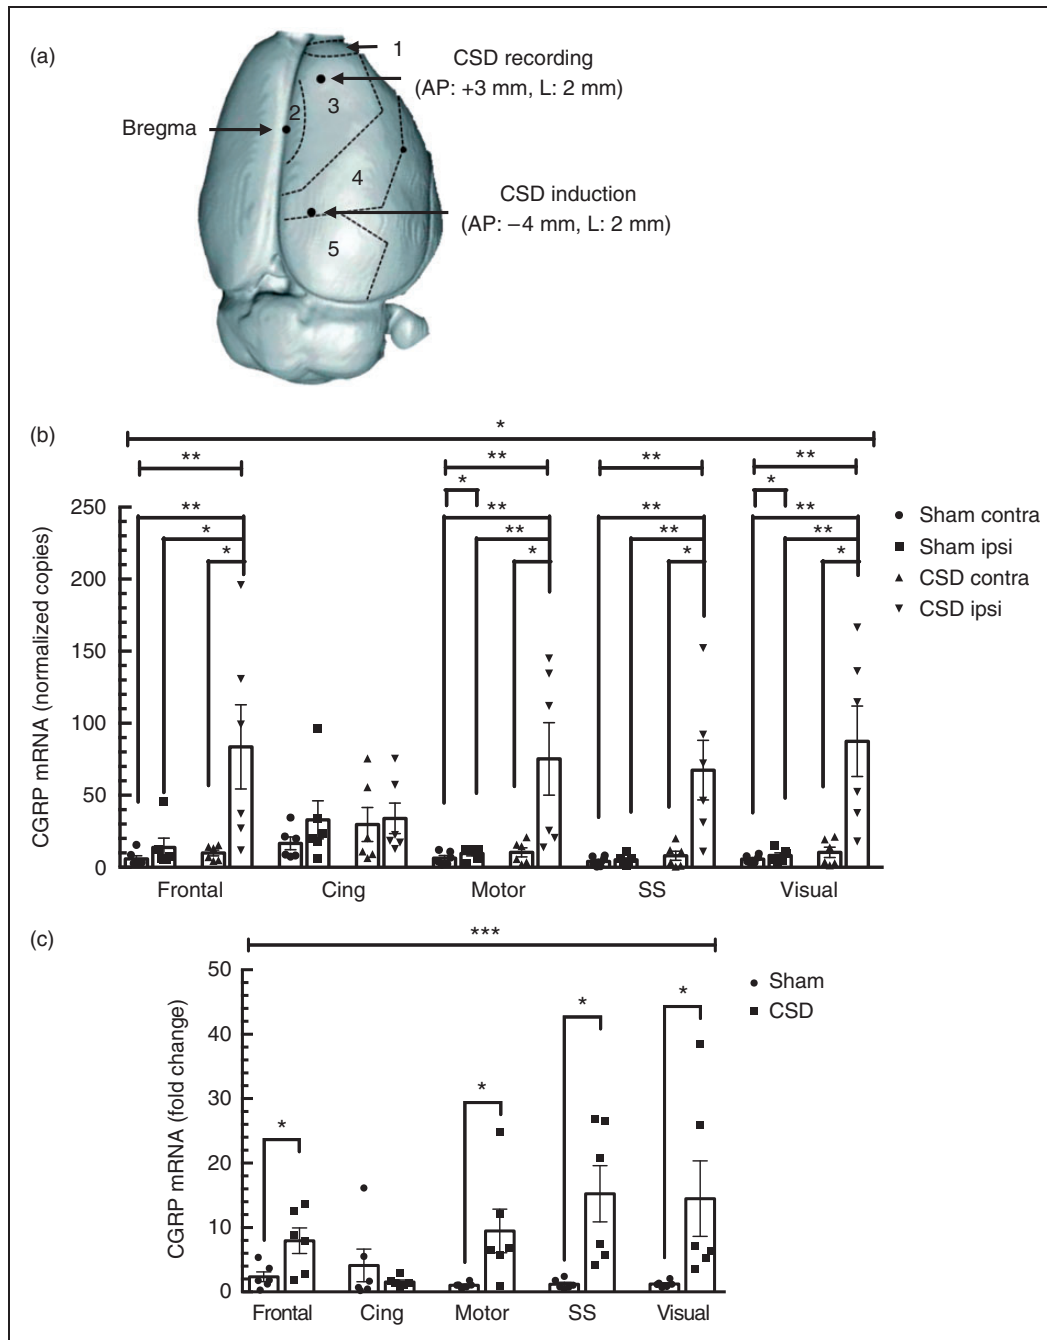 (a)
1
CSD recording
(AP: +3 mm, L: 2 mm)
3
2
Bregma
4
CSD induction
(AP: −4 mm, L: 2 mm)
5
(b)
*
** ** ** **
* *
** ** ** **
* ** ** **
* * * *
CGRP mRNA (normalized copies)
250
200
150
100
50
0
Frontal Cing Motor SS Visual
Sham contra
Sham ipsi
CSD contra
CSD ipsi
(c)
***
CGRP mRNA (fold change)
50
40
30
20
10
0
*
*
*
*
Frontal Cing Motor SS Visual
Sham
CSD